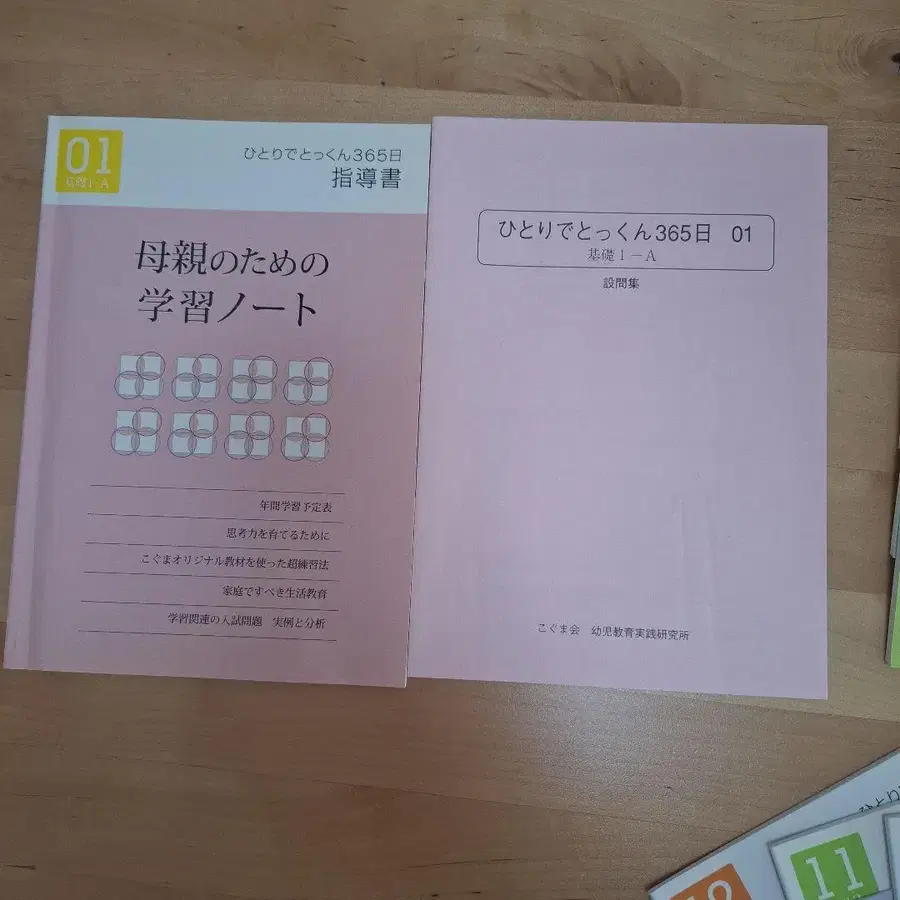 01
基礎1-A
ひとりでとっくん365日
指導書
母親のための
学習ノート
年間学習予定表
思考力を育てるために
こぐまオリジナル教材を使った超練習法
家庭ですべき生活教育
学習関連の入試問題 実例と分析
ひとりでとっくん365日 01
基礎1-A
設問集
こぐま会 幼児教育実践研究所
11